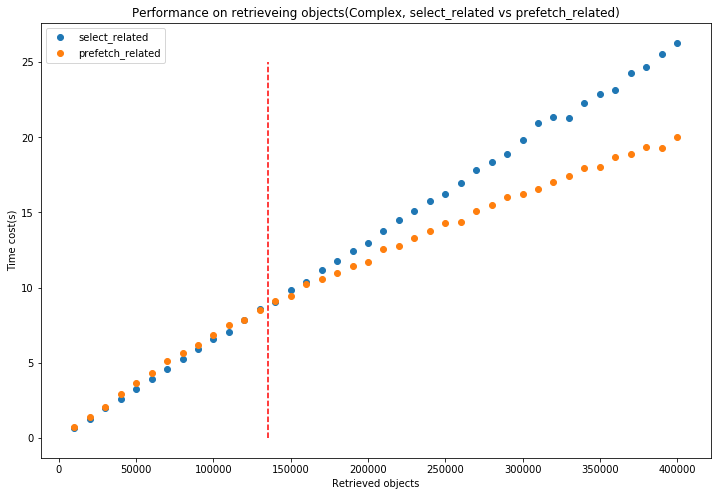 Performance on retrieveing objects(Complex, select_related vs prefetch_related)
select_related
prefetch_related
Time cost(s)
25
20
15
10
5
0
0 50000 100000 150000 200000 250000 300000 350000 400000
Retrieved objects